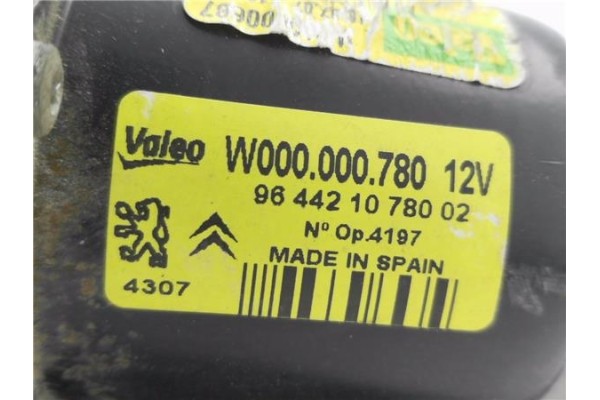 Valeo W000.000.780 12V
96 442 10 780 02
Nº Op.4197
MADE IN SPAIN
4307